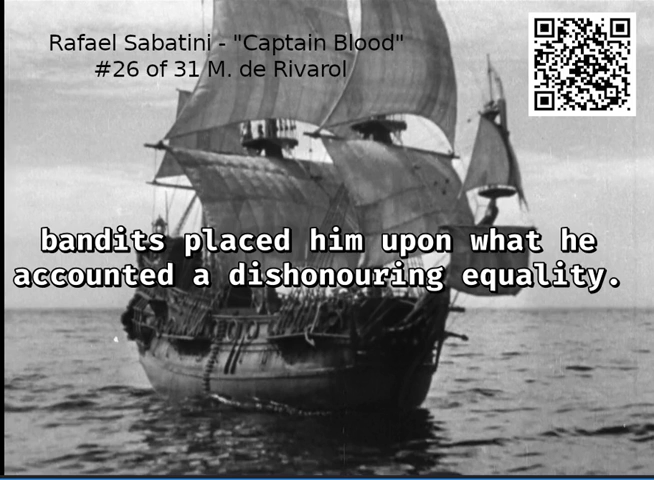 Rafael Sabatini - "Captain Blood"
#26 of 31 M. de Rivarol
bandits placed him upon what he
accounted a dishonouring equality.